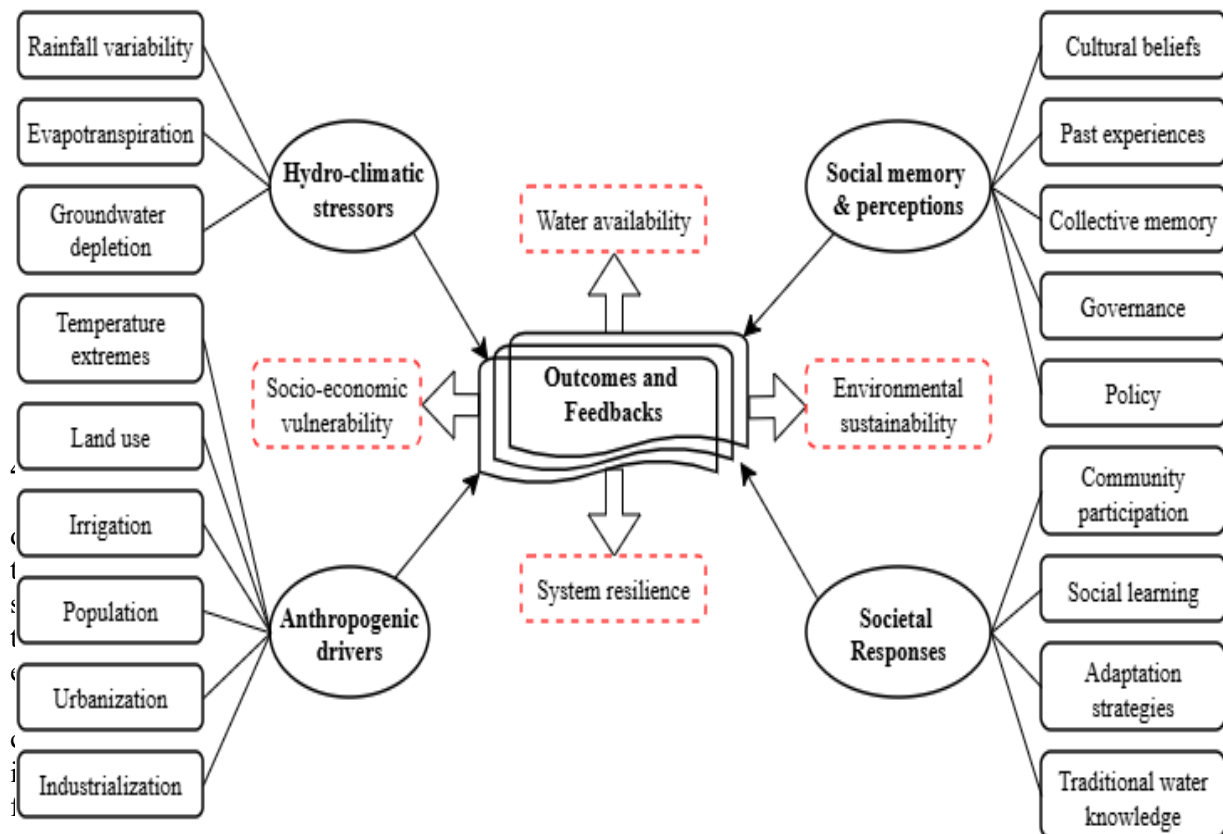 Rainfall variability
Evapotranspiration
Groundwater
depletion
Temperature
extremes
Land use
Irrigation
Population
Urbanization
Industrialization
Hydro-climatic
stressors
Anthropogenic
drivers
Water availability
Socio-economic
vulnerability
Outcomes and
Feedbacks
Environmental
sustainability
System resilience
Social memory
& perceptions
Societal
Responses
Cultural beliefs
Past experiences
Collective memory
Governance
Policy
Community
participation
Social learning
Adaptation
strategies
Traditional water
knowledge